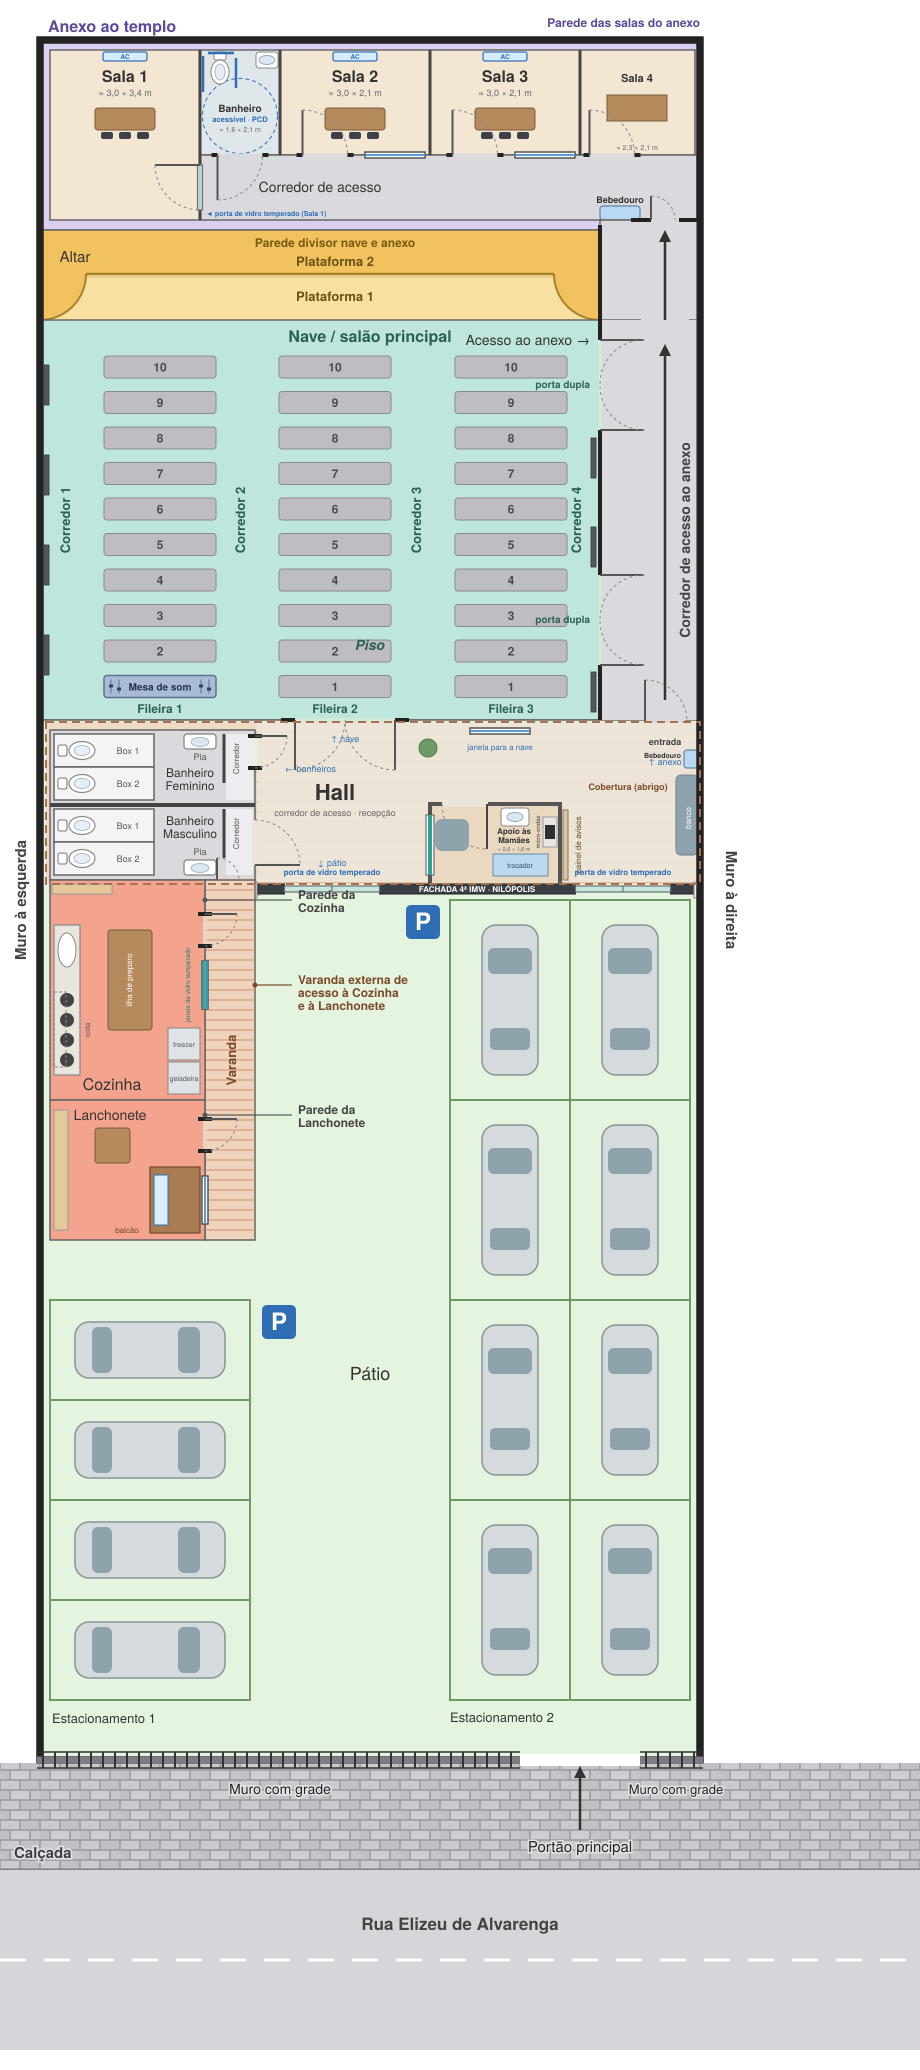 Anexo ao templo
Parede das salas do anexo
AC
AC
AC
Sala 1
≈ 3,0 × 3,4 m
Banheiro
acessível · PCD
≈ 1,6 × 2,1 m
Sala 2
≈ 3,0 × 2,1 m
Sala 3
≈ 3,0 × 2,1 m
Sala 4
≈ 2,3 × 2,1 m
Corredor de acesso
◄ porta de vidro temperado (Sala 1)
Bebedouro
Parede divisor nave e anexo
Altar
Plataforma 2
Plataforma 1
Nave / salão principal
Acesso ao anexo →
10
10
10
porta dupla
9
9
9
8
8
8
7
7
7
6
6
6
5
5
5
4
4
4
3
3
3
porta dupla
2
2
2
Piso
Mesa de som
1
1
Corredor 1
Corredor 2
Corredor 3
Corredor 4
Corredor de acesso ao anexo
Fileira 1
Fileira 2
Fileira 3
Box 1
Box 2
Pia
Banheiro
Feminino
Corredor
Box 1
Box 2
Banheiro
Masculino
Pia
Corredor
↑ nave
← banheiros
janela para a nave
entrada
Bebedouro
↑ anexo
Hall
corredor de acesso · recepção
Cobertura (abrigo)
banco
Apoio às
Mamães
≈ 2,6 × 1,6 m
micro-ondas
trocador
painel de avisos
↓ pátio
porta de vidro temperado
porta de vidro temperado
FACHADA 4ª IMW · NILÓPOLIS
Muro à esquerda
Muro à direita
Parede da
Cozinha
P
ilha de preparo
janela de vidro temperado
coifa
freezer
geladeira
Cozinha
Varanda
Varanda externa de
acesso à Cozinha
e à Lanchonete
Lanchonete
Parede da
Lanchonete
balcão
P
Pátio
Estacionamento 1
Estacionamento 2
Muro com grade
Muro com grade
Portão principal
Calçada
Rua Elizeu de Alvarenga